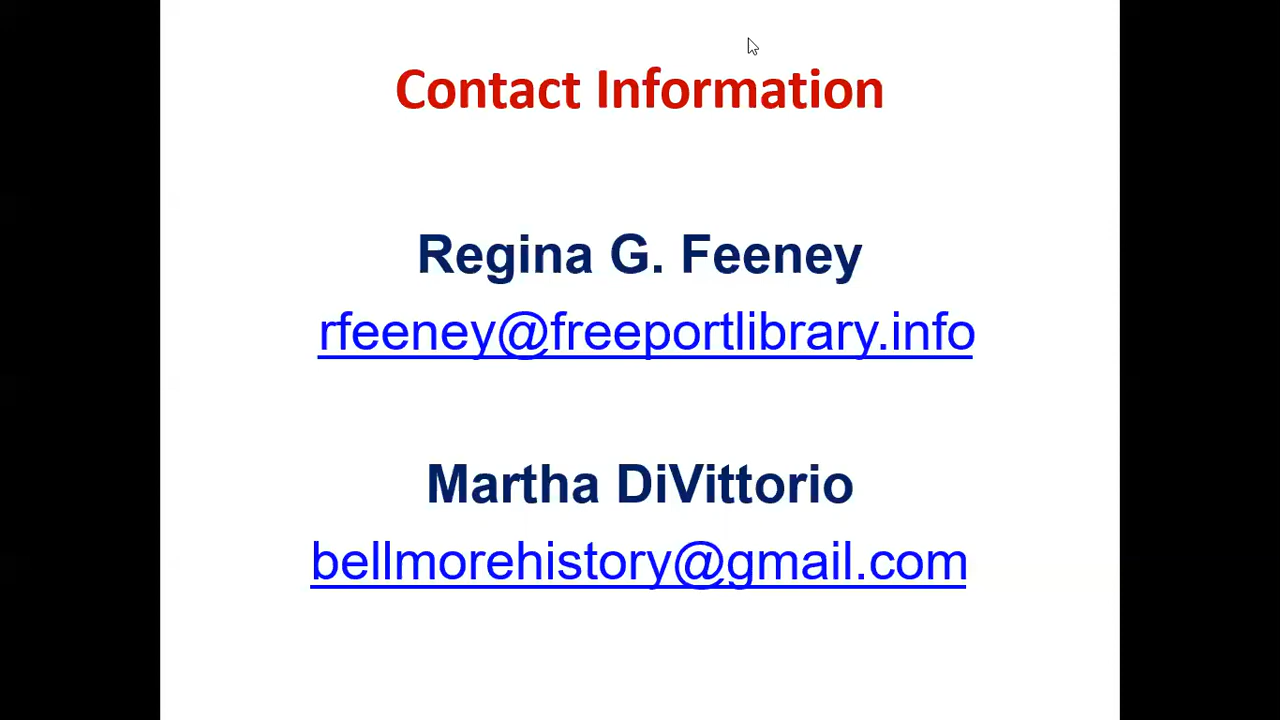 Contact Information
Regina G. Feeney
rfeeney@freeportlibrary.info
Martha DiVittorio
bellmorehistory@gmail.com